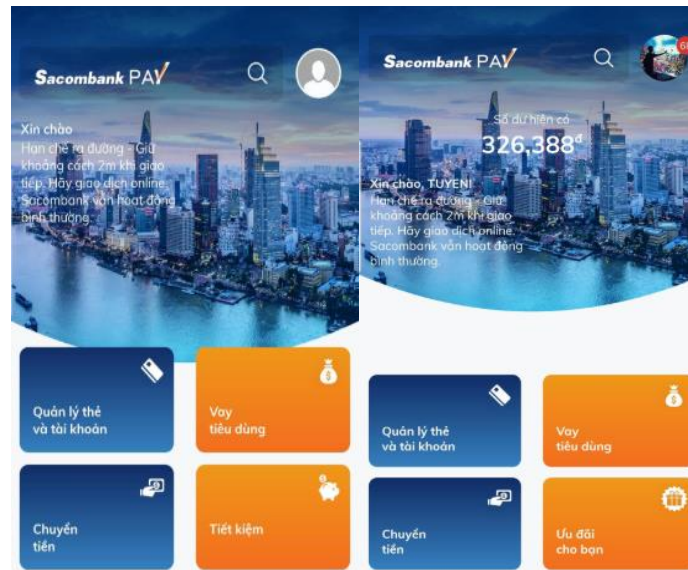 Sacombank PAY
Xin chào
Hạn chế ra đường - Giữ
khoảng cách 2m khi giao
tiếp. Hãy giao dịch online.
Sacombank vẫn hoạt động
bình thường.
Quản lý thẻ
và tài khoản
Vay
tiêu dùng
Chuyển
tiền
Tiết kiệm
Sacombank PAY
Số dư hiện có
326,388đ
Xin chào, TUYEN!
Hạn chế ra đường - Giữ
khoảng cách 2m khi giao
tiếp. Hãy giao dịch online.
Sacombank vẫn hoạt động
bình thường.
Quản lý thẻ
và tài khoản
Vay
tiêu dùng
Chuyển
tiền
Ưu đãi
cho bạn